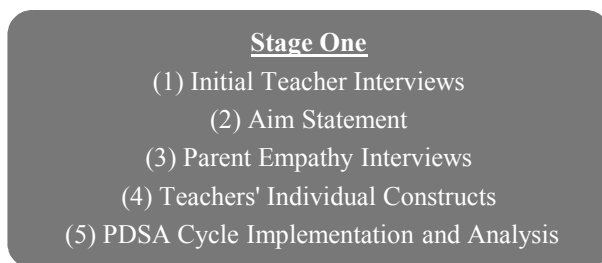 Stage One
(1) Initial Teacher Interviews
(2) Aim Statement
(3) Parent Empathy Interviews
(4) Teachers' Individual Constructs
(5) PDSA Cycle Implementation and Analysis